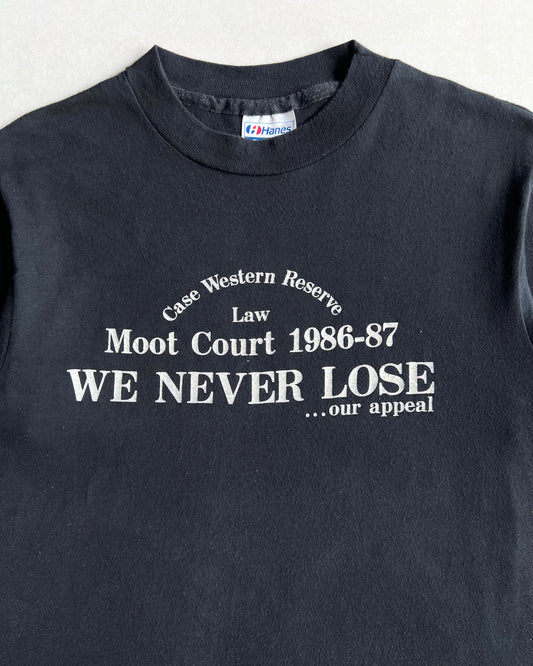 Hanes
Case Western Reserve
Law
Moot Court 1986-87
WE NEVER LOSE
...our appeal